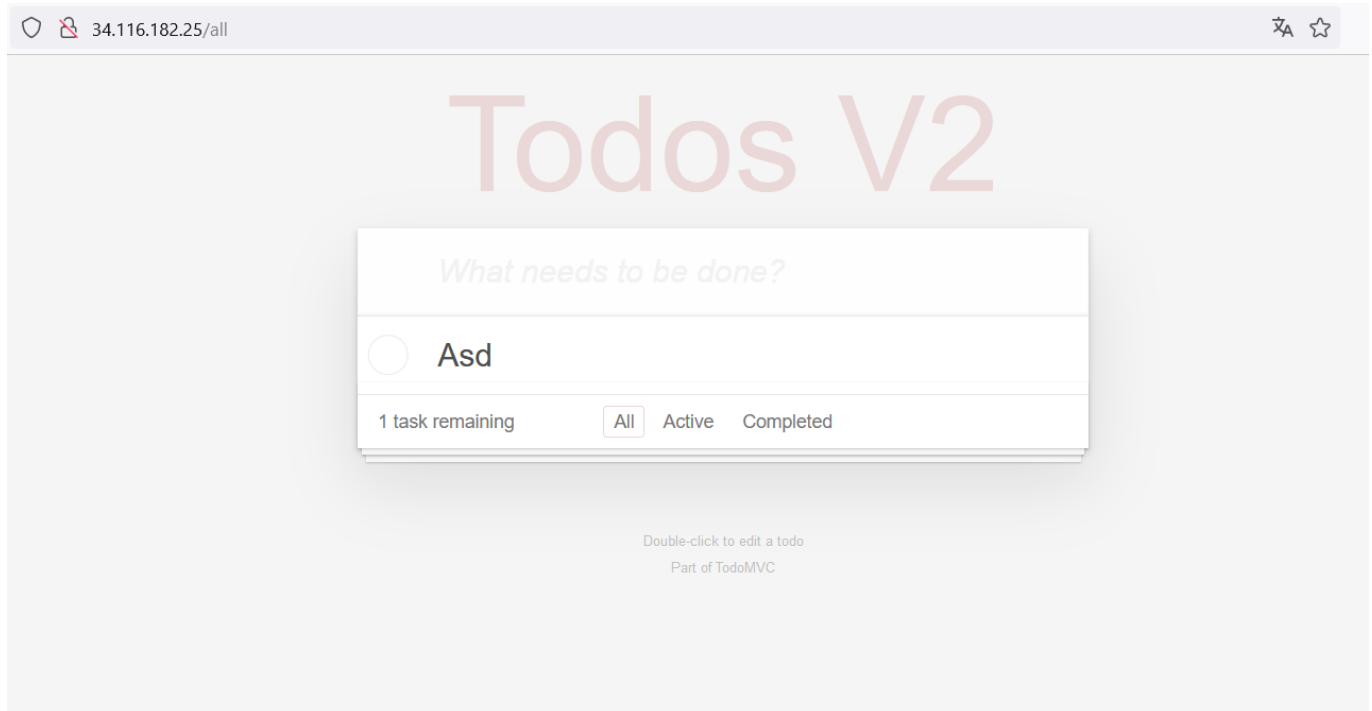 34.116.182.25/all
Todos V2
What needs to be done?
Asd
1 task remaining All Active Completed
Double-click to edit a todo
Part of TodoMVC